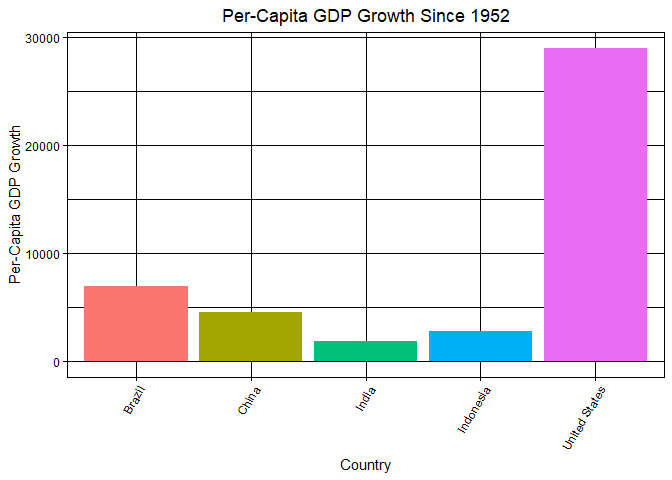 Per-Capita GDP Growth Since 1952
Per-Capita GDP Growth
30000
20000
10000
0
Brazil
China
India
Indonesia
United States
Country